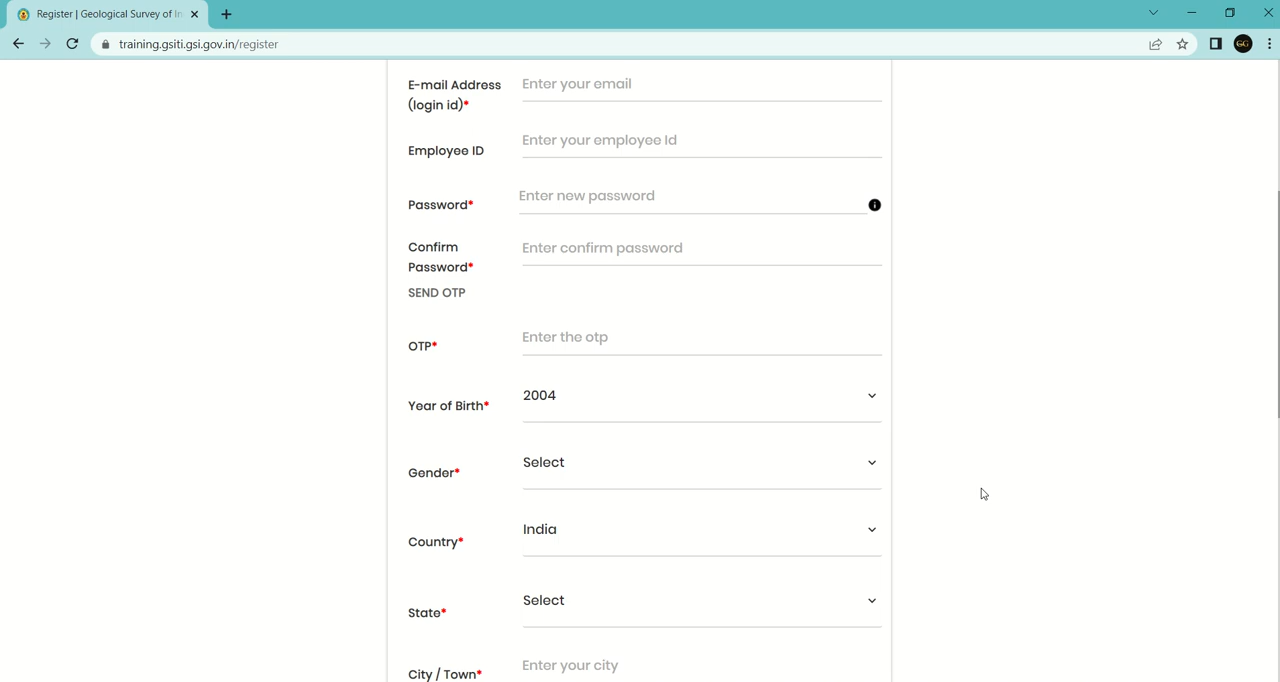 Register | Geological Survey of In
training.gsiti.gsi.gov.in/register
GG
E-mail Address
(login id)*
Enter your email
Employee ID
Enter your employee Id
Password*
Enter new password
Confirm
Password*
Enter confirm password
SEND OTP
OTP*
Enter the otp
Year of Birth*
2004
Gender*
Select
Country*
India
State*
Select
City / Town*
Enter your city